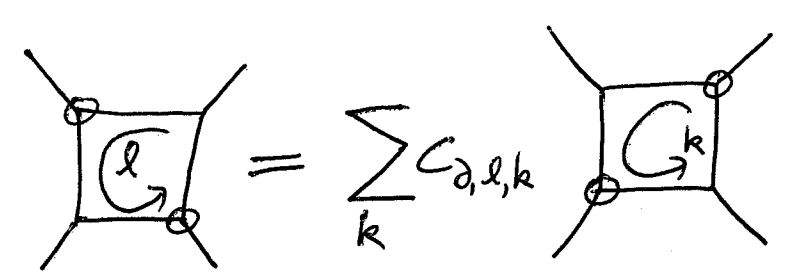 l = ∑ C∂,l,k k
k